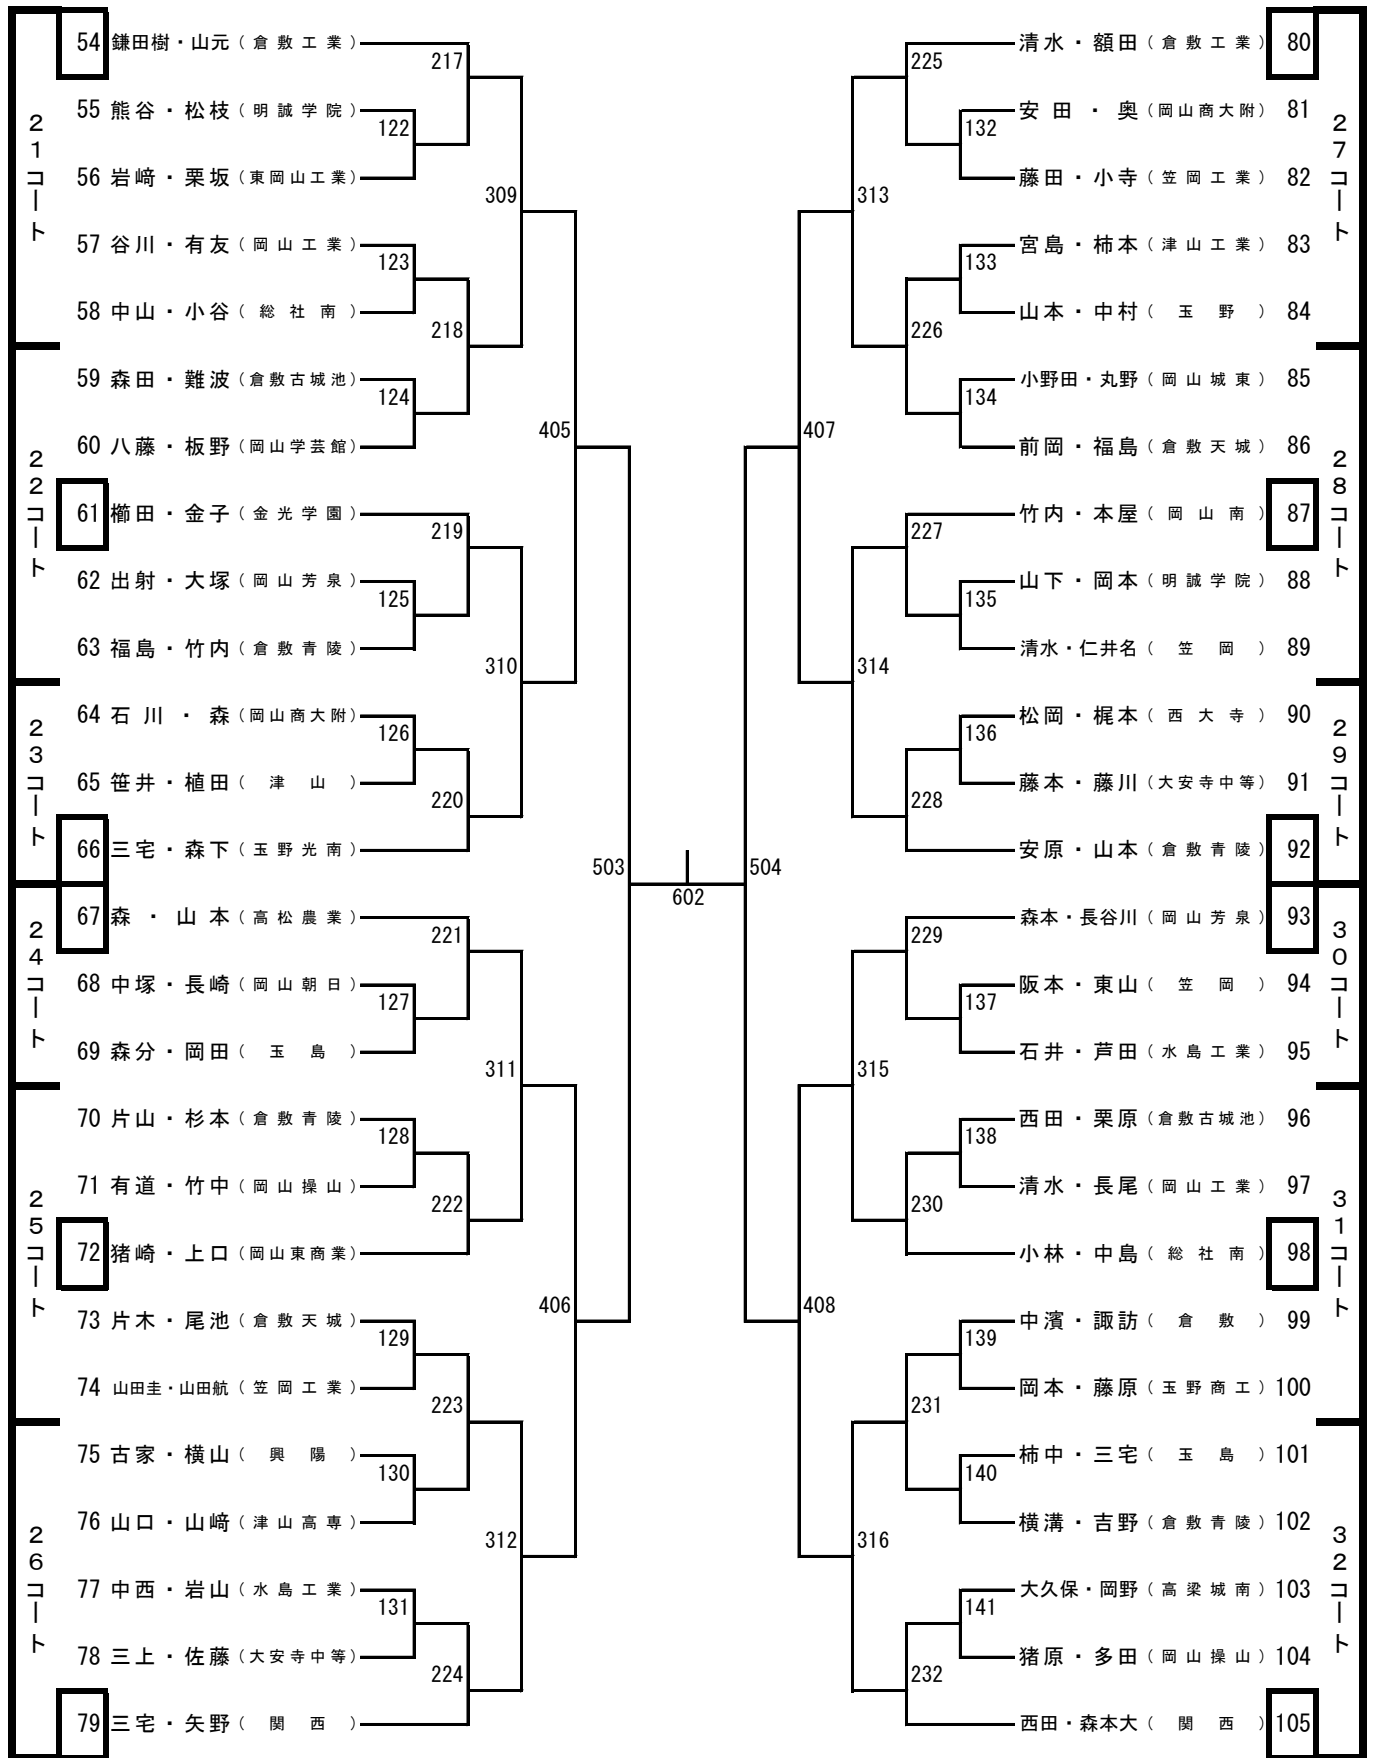 21コート
54 鎌田樹・山元(倉敷工業)
217
55 熊谷・松枝(明誠学院)
122
56 岩﨑・栗坂(東岡山工業)
309
57 谷川・有友(岡山工業)
123
58 中山・小谷(総社南)
218
22コート
59 森田・難波(倉敷古城池)
124
60 八藤・板野(岡山学芸館)
405
61 櫛田・金子(金光学園)
219
62 出射・大塚(岡山芳泉)
125
63 福島・竹内(倉敷青陵)
310
23コート
64 石川・森(岡山商大附)
126
65 笹井・植田(津山)
220
66 三宅・森下(玉野光南)
503
24コート
67 森・山本(高松農業)
221
68 中塚・長崎(岡山朝日)
127
69 森分・岡田(玉島)
311
25コート
70 片山・杉本(倉敷青陵)
128
71 有道・竹中(岡山操山)
222
72 猪崎・上口(岡山東商業)
406
73 片木・尾池(倉敷天城)
129
74 山田圭・山田航(笠岡工業)
223
26コート
75 古家・横山(興陽)
130
76 山口・山﨑(津山高専)
312
77 中西・岩山(水島工業)
131
78 三上・佐藤(大安寺中等)
224
79 三宅・矢野(関西)
602
27コート
清水・額田(倉敷工業) 80
225
安田・奥(岡山商大附) 81
132
藤田・小寺(笠岡工業) 82
313
宮島・柿本(津山工業) 83
133
山本・中村(玉野) 84
226
28コート
小野田・丸野(岡山城東) 85
134
前岡・福島(倉敷天城) 86
407
竹内・本屋(岡山南) 87
227
山下・岡本(明誠学院) 88
135
清水・仁井名(笠岡) 89
314
29コート
松岡・梶本(西大寺) 90
136
藤本・藤川(大安寺中等) 91
228
安原・山本(倉敷青陵) 92
504
30コート
森本・長谷川(岡山芳泉) 93
229
阪本・東山(笠岡) 94
137
石井・芦田(水島工業) 95
315
31コート
西田・栗原(倉敷古城池) 96
138
清水・長尾(岡山工業) 97
230
小林・中島(総社南) 98
408
中濱・諏訪(倉敷) 99
139
岡本・藤原(玉野商工) 100
231
32コート
柿中・三宅(玉島) 101
140
横溝・吉野(倉敷青陵) 102
316
大久保・岡野(高梁城南) 103
141
猪原・多田(岡山操山) 104
232
西田・森本大(関西) 105